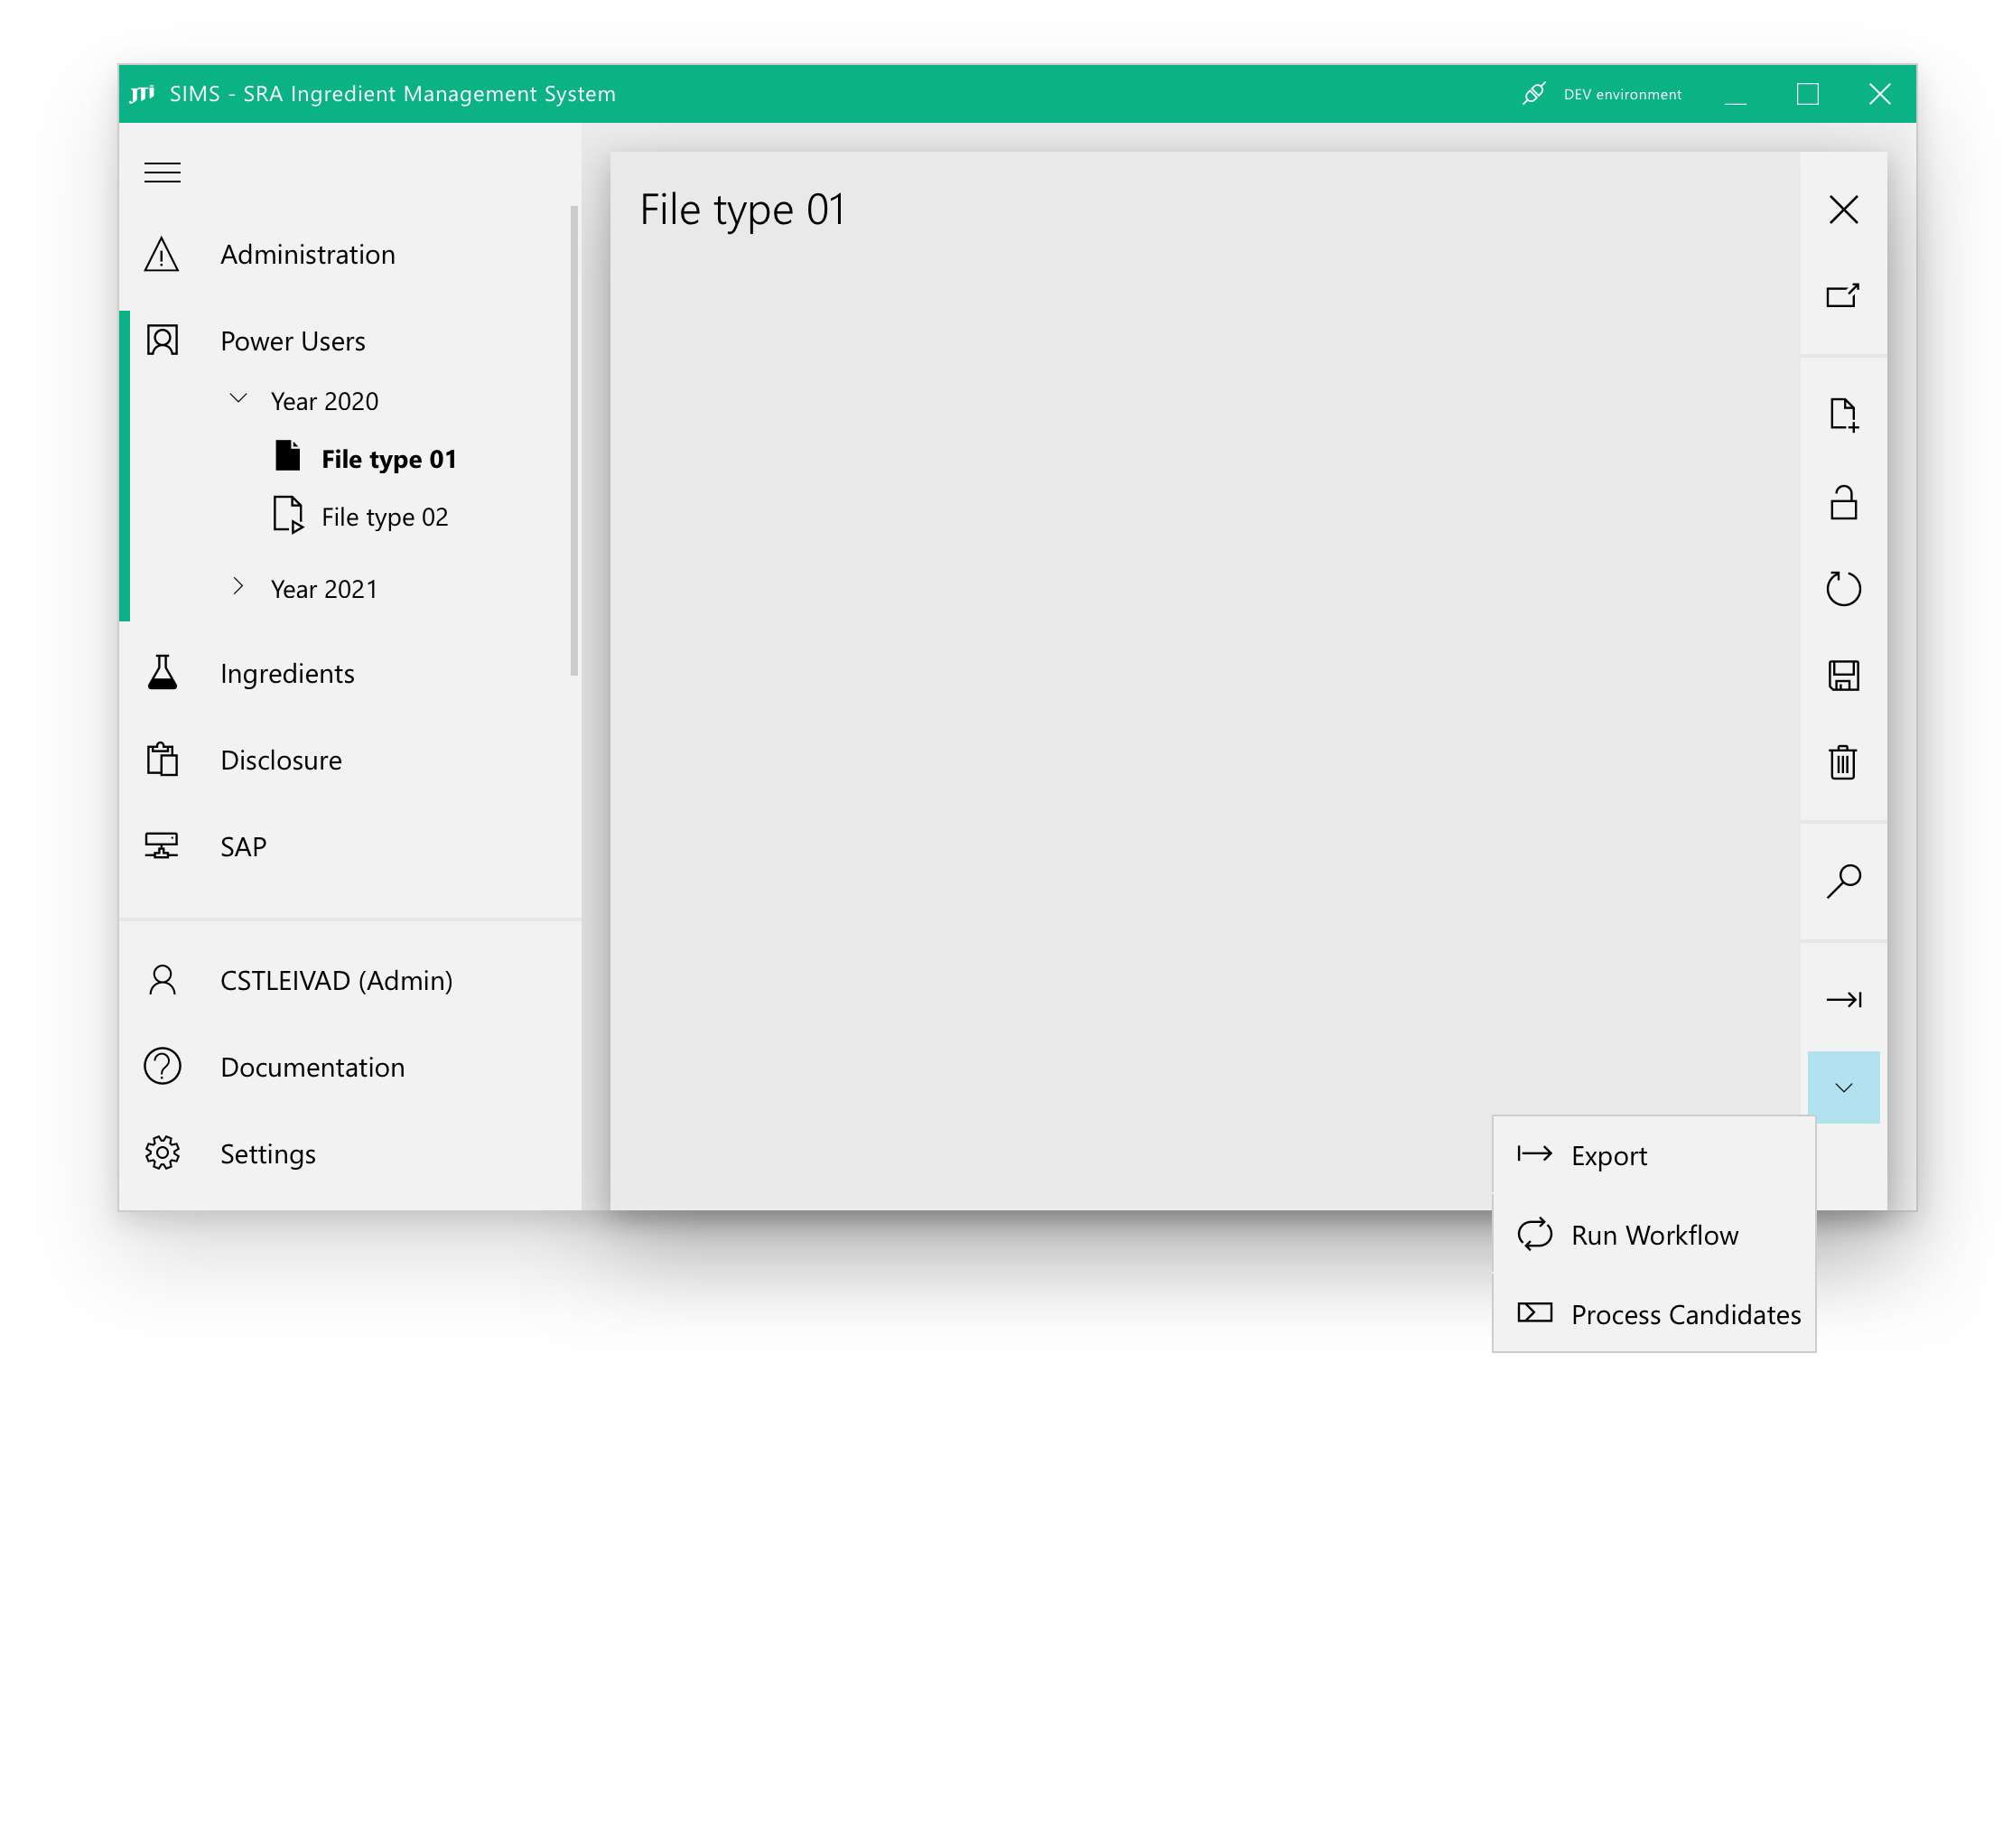 JTi SIMS - SRA Ingredient Management System
DEV environment
Administration
Power Users
Year 2020
File type 01
File type 02
Year 2021
Ingredients
Disclosure
SAP
CSTLEIVAD (Admin)
Documentation
Settings
File type 01
Export
Run Workflow
Process Candidates